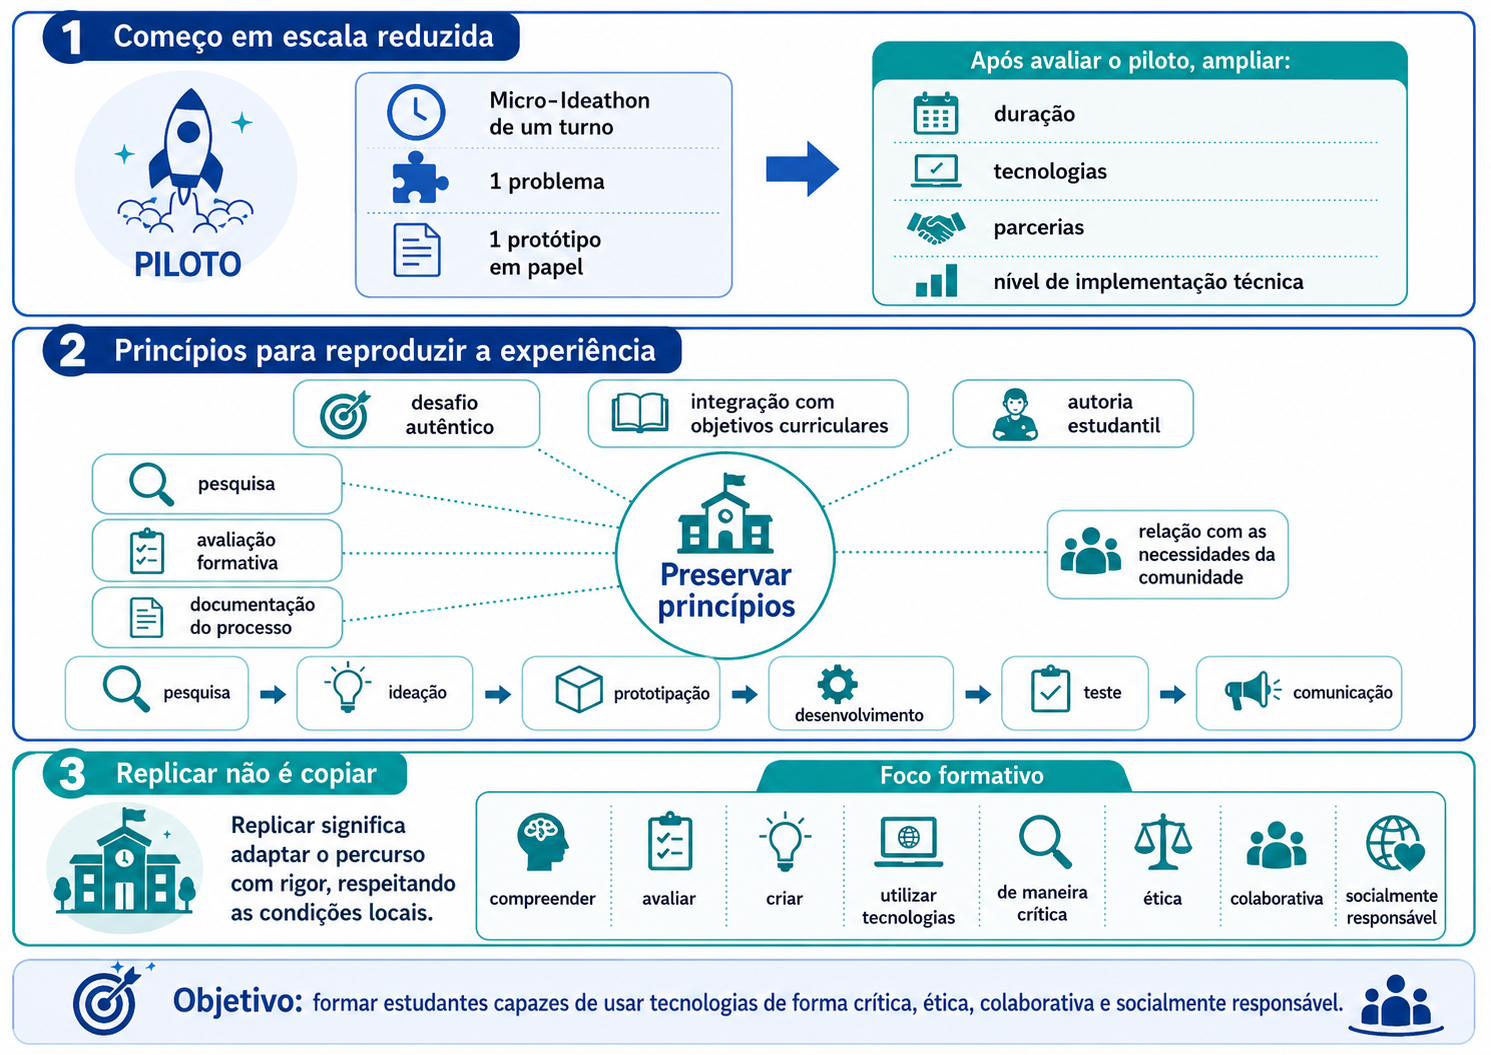 1 Começo em escala reduzida
PILOTO
Micro-Ideathon
de um turno
1 problema
1 protótipo
em papel
Após avaliar o piloto, ampliar:
duração
tecnologias
parcerias
nível de implementação técnica
2 Princípios para reproduzir a experiência
desafio
autêntico
integração com
objetivos curriculares
autoria
estudantil
pesquisa
avaliação
formativa
documentação
do processo
Preservar
princípios
relação com as
necessidades da
comunidade
pesquisa
ideação
prototipação
desenvolvimento
teste
comunicação
3 Replicar não é copiar
Replicar significa
adaptar o percurso
com rigor, respeitando
as condições locais.
Foco formativo
compreender
avaliar
criar
utilizar
tecnologias
de maneira
crítica
ética
colaborativa
socialmente
responsável
Objetivo: formar estudantes capazes de usar tecnologias de forma crítica, ética, colaborativa e socialmente responsável.